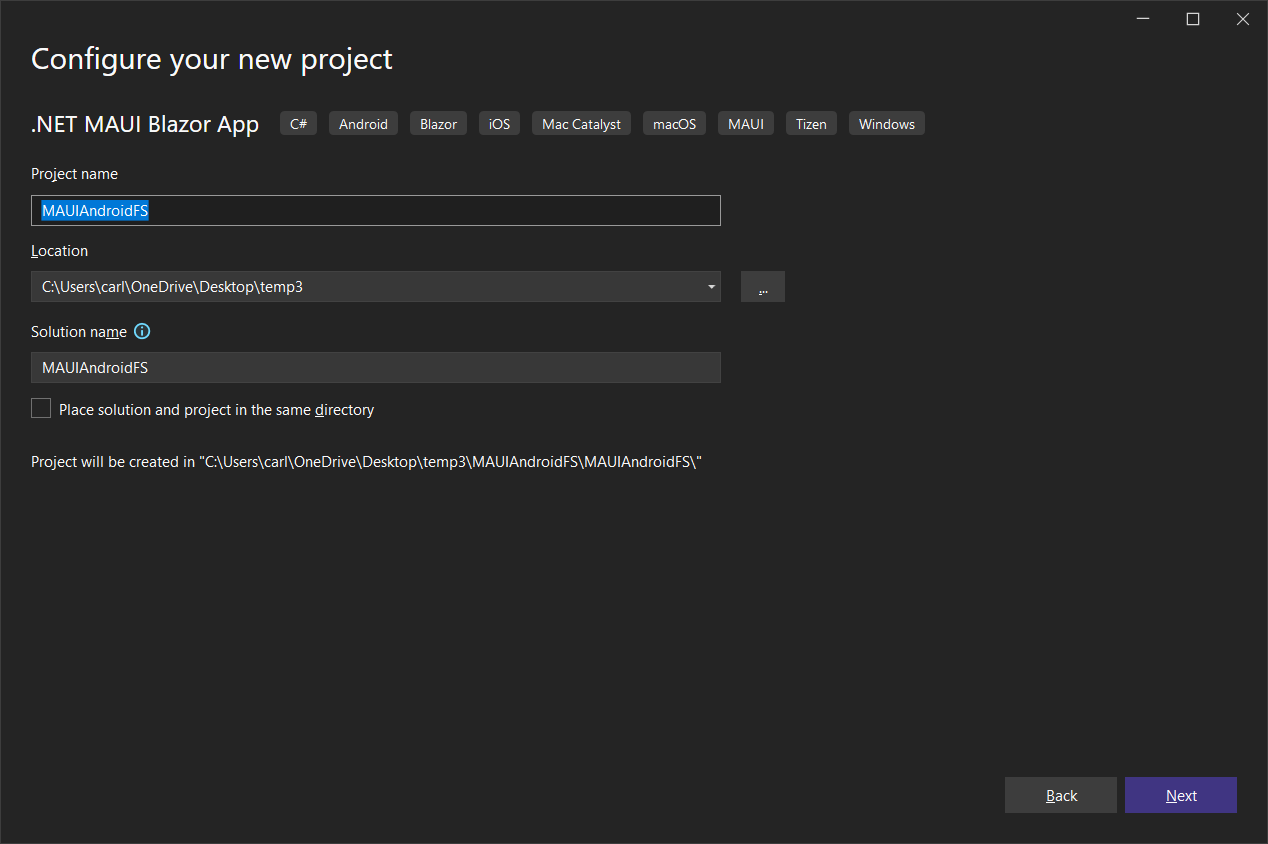 Configure your new project
.NET MAUI Blazor App C# Android Blazor iOS Mac Catalyst macOS MAUI Tizen Windows
Project name
MAUIAndroidFS
Location
C:\Users\carl\OneDrive\Desktop\temp3 ...
Solution name
MAUIAndroidFS
Place solution and project in the same directory
Project will be created in "C:\Users\carl\OneDrive\Desktop\temp3\MAUIAndroidFS\MAUIAndroidFS\"
Back Next